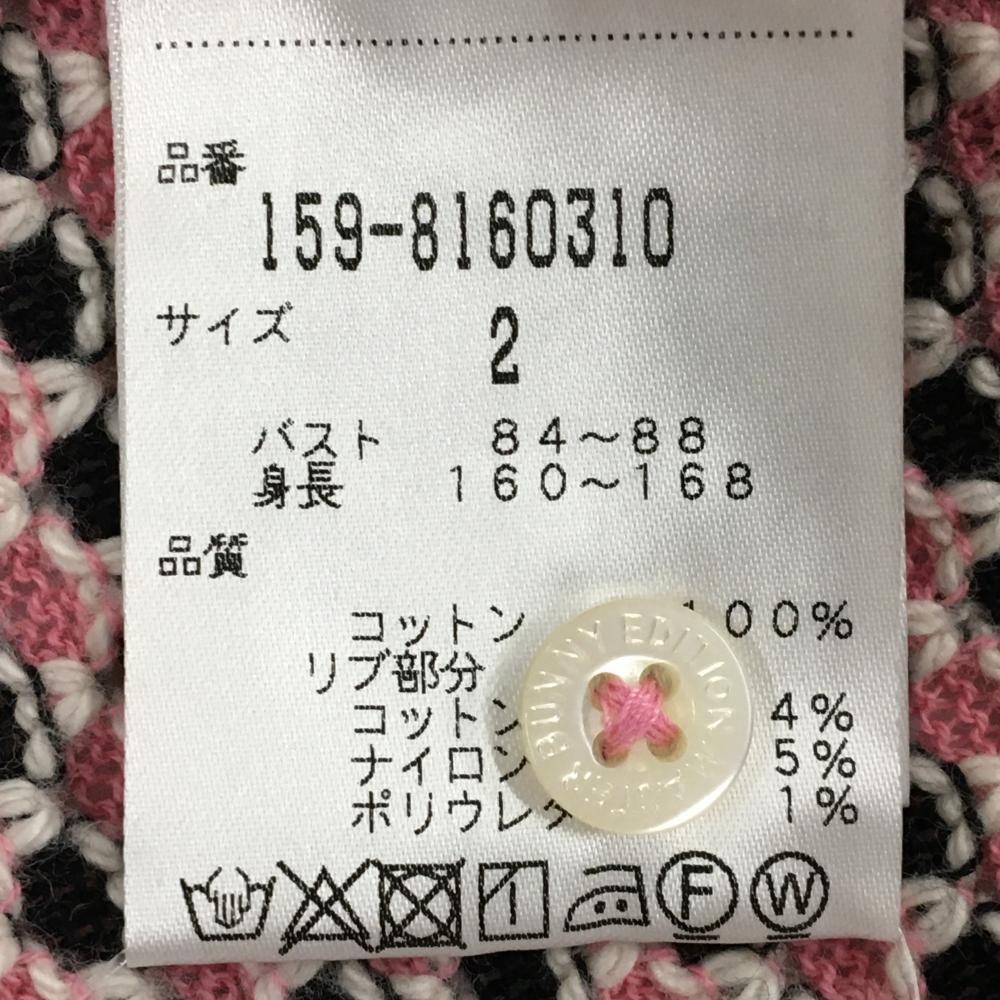 品番
159-8160310
サイズ 2
バスト 84～88
身長 160～168
品質
コットン 100%
リブ部分
コットン 4%
ナイロン 5%
ポリウレタ 1%
BUNNY EDITION
F W